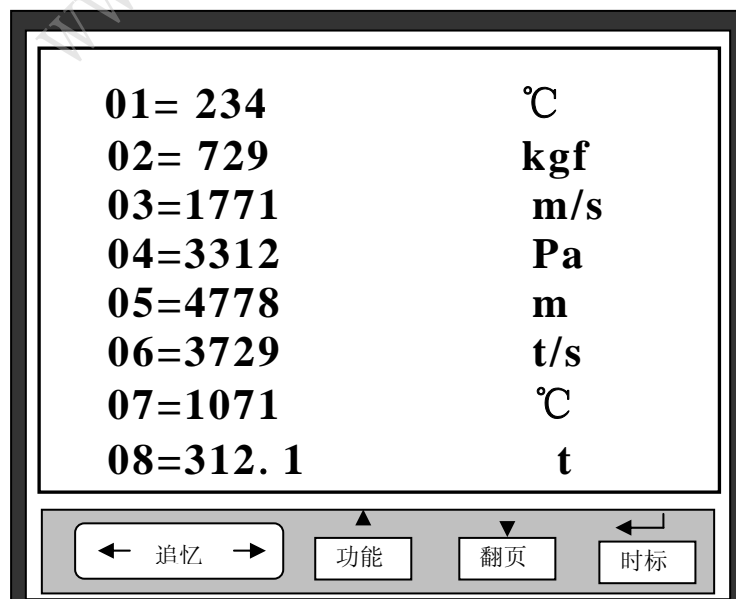 WW
01= 234 ℃
02= 729 kgf
03=1771 m/s
04=3312 Pa
05=4778 m
06=3729 t/s
07=1071 ℃
08=312. 1 t
追忆
功能
翻页
时标